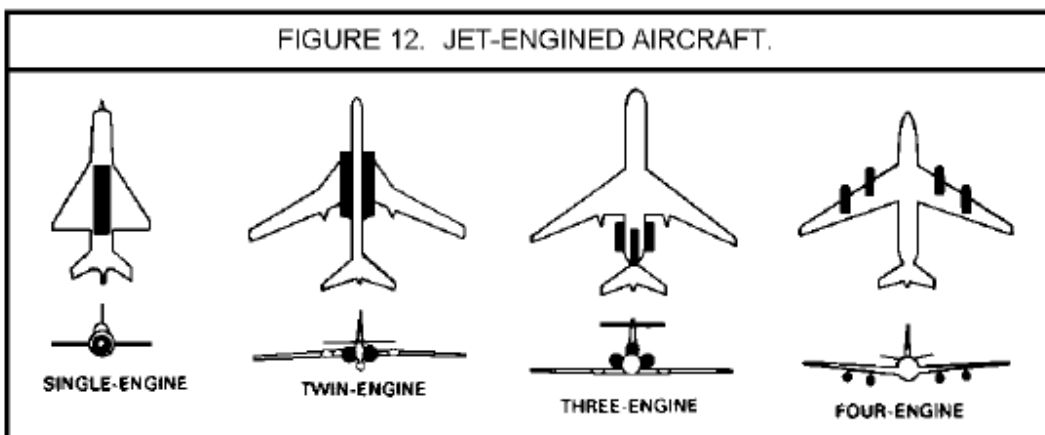 FIGURE 12. JET-ENGINED AIRCRAFT.
SINGLE-ENGINE
TWIN-ENGINE
THREE-ENGINE
FOUR-ENGINE